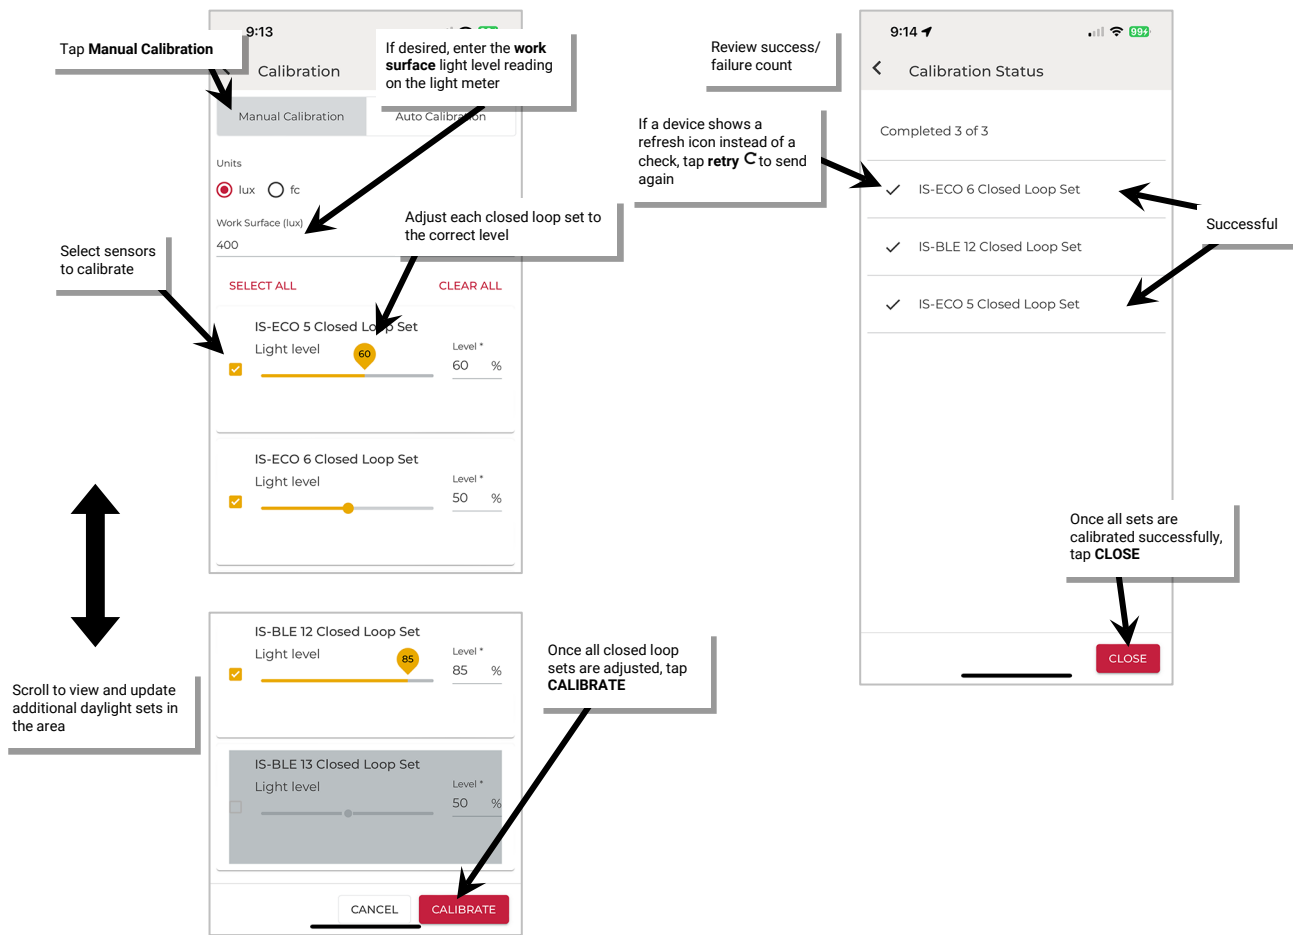 9:13
Tap Manual Calibration
If desired, enter the work
surface light level reading
on the light meter
Calibration
Manual Calibration
Auto Calibration
Units
lux
fc
Work Surface (lux)
400
Adjust each closed loop set to
the correct level
Select sensors
to calibrate
SELECT ALL
CLEAR ALL
IS-ECO 5 Closed Loop Set
Light level
60
Level *
60 %
IS-ECO 6 Closed Loop Set
Light level
Level *
50 %
Scroll to view and update
additional daylight sets in
the area
IS-BLE 12 Closed Loop Set
Light level
85
Level *
85 %
IS-BLE 13 Closed Loop Set
Light level
Level *
50 %
Once all closed loop
sets are adjusted, tap
CALIBRATE
CANCEL
CALIBRATE
9:14
99
Review success/
failure count
Calibration Status
Completed 3 of 3
If a device shows a
refresh icon instead of a
check, tap retry to send
again
IS-ECO 6 Closed Loop Set
IS-BLE 12 Closed Loop Set
IS-ECO 5 Closed Loop Set
Successful
Once all sets are
calibrated successfully,
tap CLOSE
CLOSE